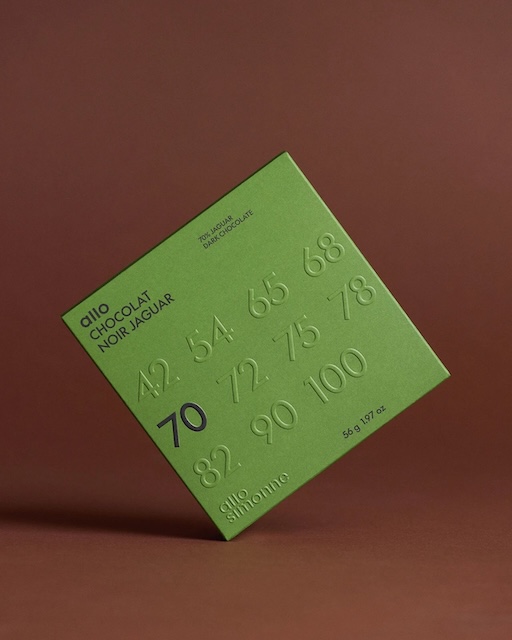 70% JAGUAR
DARK CHOCOLATE
allo
CHOCOLAT
NOIR JAGUAR
42 54 65 68
70 72 75 78
82 90 100
56 g 1.97 oz
allo
simonne